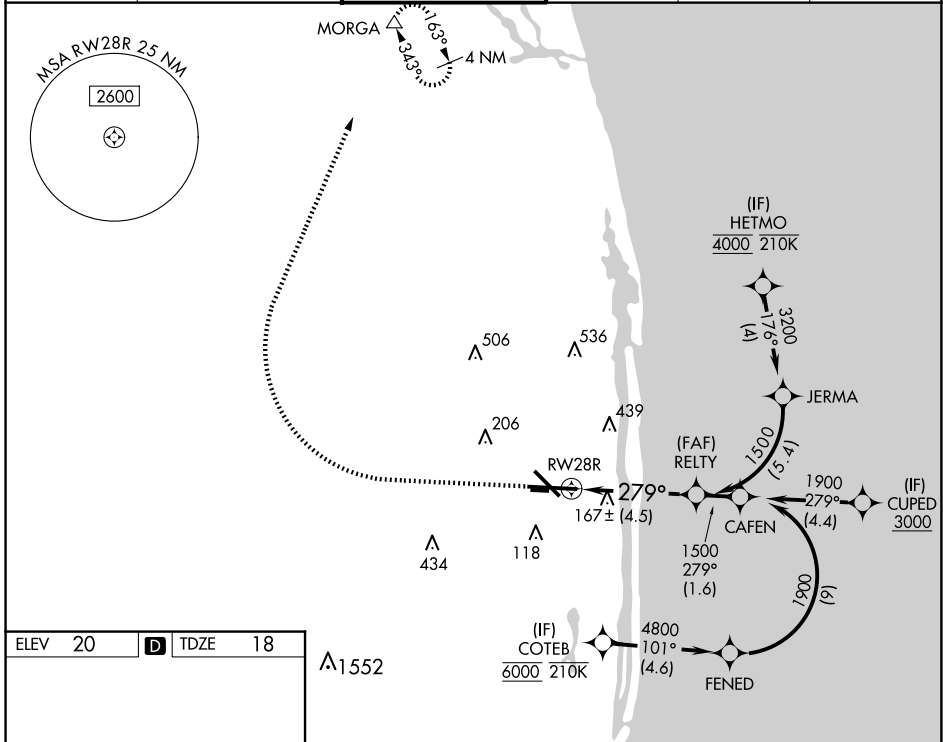 MORGA
163°
343°
4 NM
MSA RW28R 25 NM
2600
(IF)
HETMO
4000 210K
3200
176°
(4)
JERMA
506
536
439
206
1500
(5.4)
(FAF)
RELTY
RW28R
279°
167± (4.5)
CAFEN
1900
279°
(4.4)
(IF)
CUPED
3000
434
118
1500
279°
(1.6)
1900
(9)
(IF)
COTEB
6000 210K
4800
101°
(4.6)
FENED
ELEV 20 D TDZE 18
1552